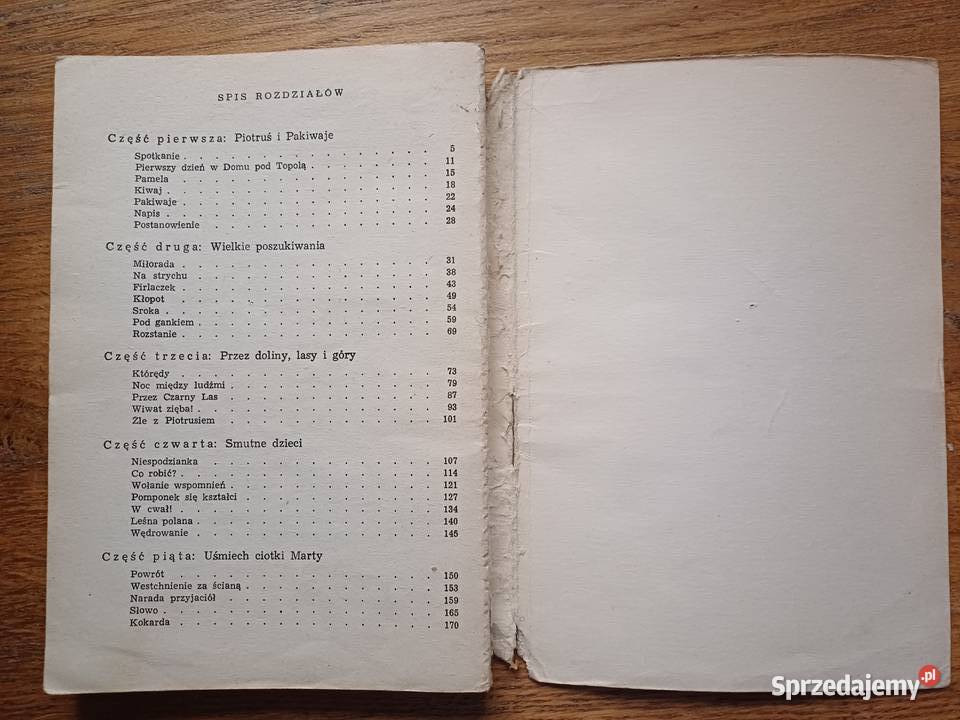 SPIS ROZDZIAŁÓW
Część pierwsza: Piotruś i Pakiwaje
Spotkanie . . . . . . . . . . . . . . . . 5
Pierwszy dzień w Domu pod Topolą . . . . . . . . 11
Pamela . . . . . . . . . . . . . . . . 15
Kiwaj . . . . . . . . . . . . . . . . 18
Pakiwaje . . . . . . . . . . . . . . . . 22
Napis . . . . . . . . . . . . . . . . 24
Postanowienie . . . . . . . . . . . . . . 28
Część druga: Wielkie poszukiwania
Miłorada . . . . . . . . . . . . . . . . 31
Na strychu . . . . . . . . . . . . . . . 38
Firlaczek . . . . . . . . . . . . . . . . 43
Kłopot . . . . . . . . . . . . . . . . 49
Sroka . . . . . . . . . . . . . . . . 54
Pod gankiem . . . . . . . . . . . . . . . 59
Rozstanie . . . . . . . . . . . . . . . . 69
Część trzecia: Przez doliny, lasy i góry
Którędy . . . . . . . . . . . . . . . . 73
Noc między ludźmi . . . . . . . . . . . . . 79
Przez Czarny Las . . . . . . . . . . . . . 87
Wiwat zięba! . . . . . . . . . . . . . . . 93
Źle z Piotrusiem . . . . . . . . . . . . . 101
Część czwarta: Smutne dzieci
Niespodzianka . . . . . . . . . . . . . . 107
Co robić? . . . . . . . . . . . . . . . . 114
Wołanie wspomnień . . . . . . . . . . . . . 121
Pomponek się kształci . . . . . . . . . . . . 127
W cwał! . . . . . . . . . . . . . . . . 134
Leśna polana . . . . . . . . . . . . . . . 140
Wędrowanie . . . . . . . . . . . . . . . 145
Część piąta: Uśmiech ciotki Marty
Powrót . . . . . . . . . . . . . . . . 150
Westchnienie za ścianą . . . . . . . . . . . . 153
Narada przyjaciół . . . . . . . . . . . . . 159
Słowo . . . . . . . . . . . . . . . . 165
Kokarda . . . . . . . . . . . . . . . . 170
Sprzedajemy.pl